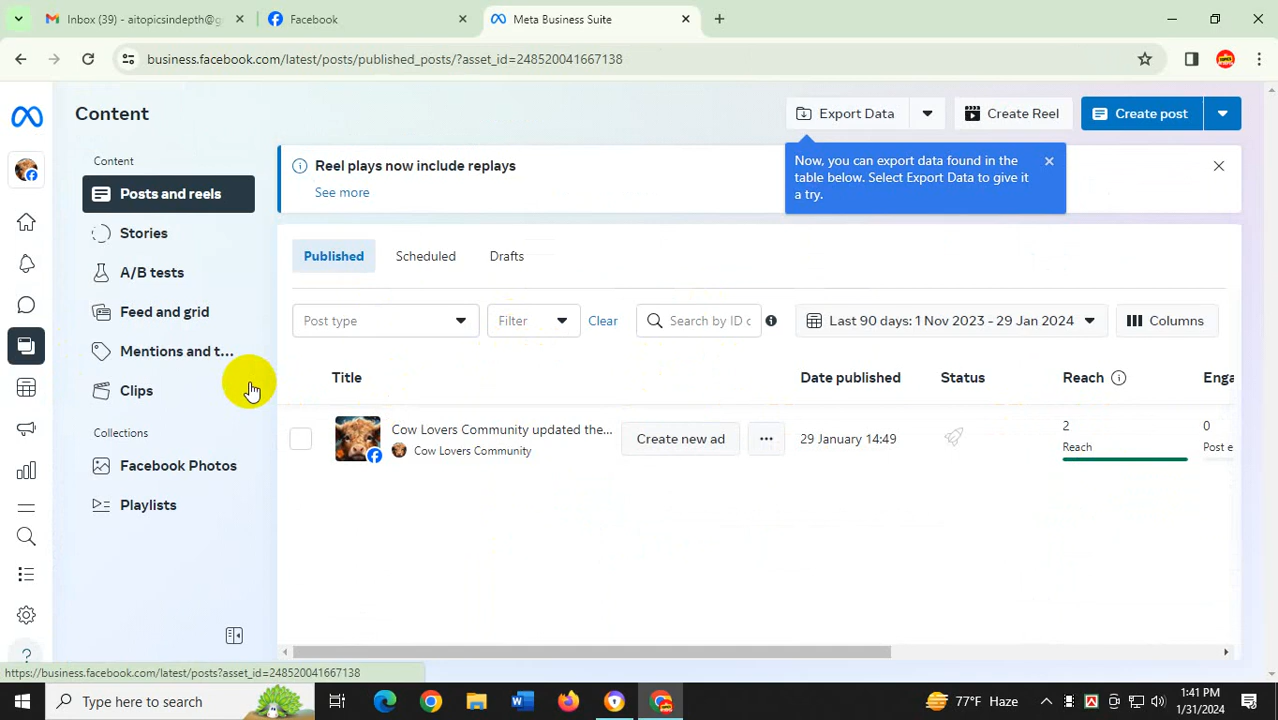 Inbox (39) - aitopicsindepth@g
Facebook
Meta Business Suite
business.facebook.com/latest/posts/published_posts/?asset_id=248520041667138
Content
Export Data
Create Reel
Create post
Content
Posts and reels
Stories
A/B tests
Feed and grid
Mentions and t...
Clips
Collections
Facebook Photos
Playlists
Reel plays now include replays
See more
Now, you can export data found in the
table below. Select Export Data to give it
a try.
Published
Scheduled
Drafts
Post type
Filter
Clear
Search by ID c
Last 90 days: 1 Nov 2023 - 29 Jan 2024
Columns
Title
Date published
Status
Reach
Enga
Cow Lovers Community updated the...
Cow Lovers Community
Create new ad
29 January 14:49
2
Reach
0
Post e
https://business.facebook.com/latest/posts?asset_id=248520041667138
Type here to search
77°F Haze
1:41 PM
1/31/2024